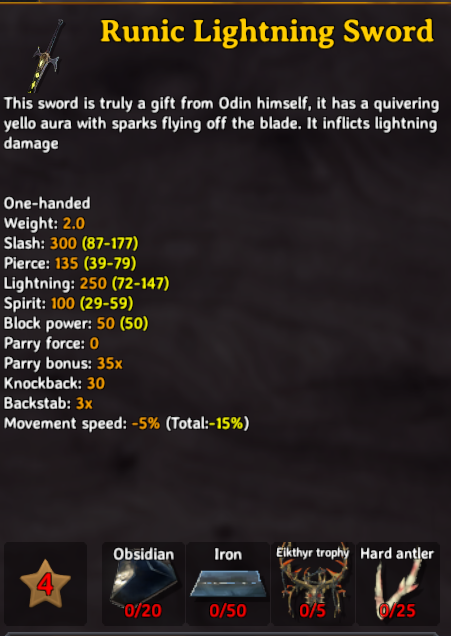 Runic Lightning Sword
This sword is truly a gift from Odin himself, it has a quivering
yello aura with sparks flying off the blade. It inflicts lightning
damage
One-handed
Weight: 2.0
Slash: 300 (87-177)
Pierce: 135 (39-79)
Lightning: 250 (72-147)
Spirit: 100 (29-59)
Block power: 50 (50)
Parry force: 0
Parry bonus: 35x
Knockback: 30
Backstab: 3x
Movement speed: -5% (Total:-15%)
4
Obsidian Iron Eikthyr trophy Hard antler
0/20 0/50 0/5 0/25